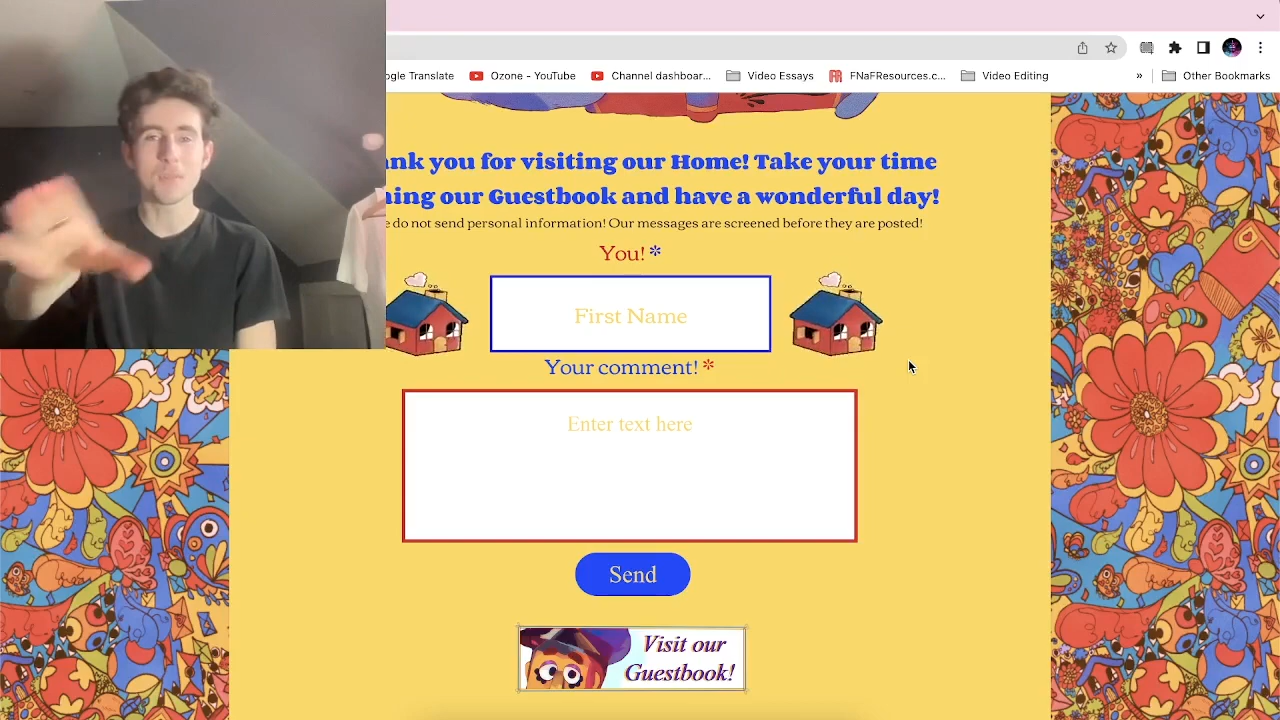 ogle Translate Ozone - YouTube Channel dashboar... Video Essays FNaFResources.c... Video Editing » Other Bookmarks
ank you for visiting our Home! Take your time
ning our Guestbook and have a wonderful day!
e do not send personal information! Our messages are screened before they are posted!
You! *
First Name
Your comment! *
Enter text here
Send
Visit our
Guestbook!